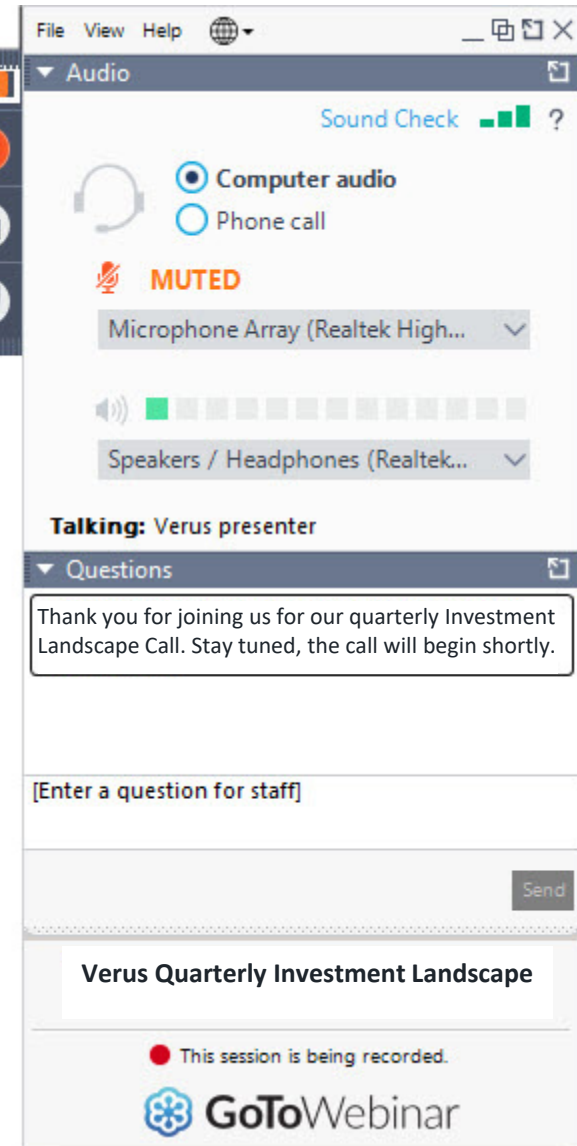 File View Help
Audio
Sound Check ?
Computer audio
Phone call
MUTED
Microphone Array (Realtek High...
Speakers / Headphones (Realtek...
Talking: Verus presenter
Questions
Thank you for joining us for our quarterly Investment
Landscape Call. Stay tuned, the call will begin shortly.
[Enter a question for staff]
Send
Verus Quarterly Investment Landscape
This session is being recorded.
GoToWebinar